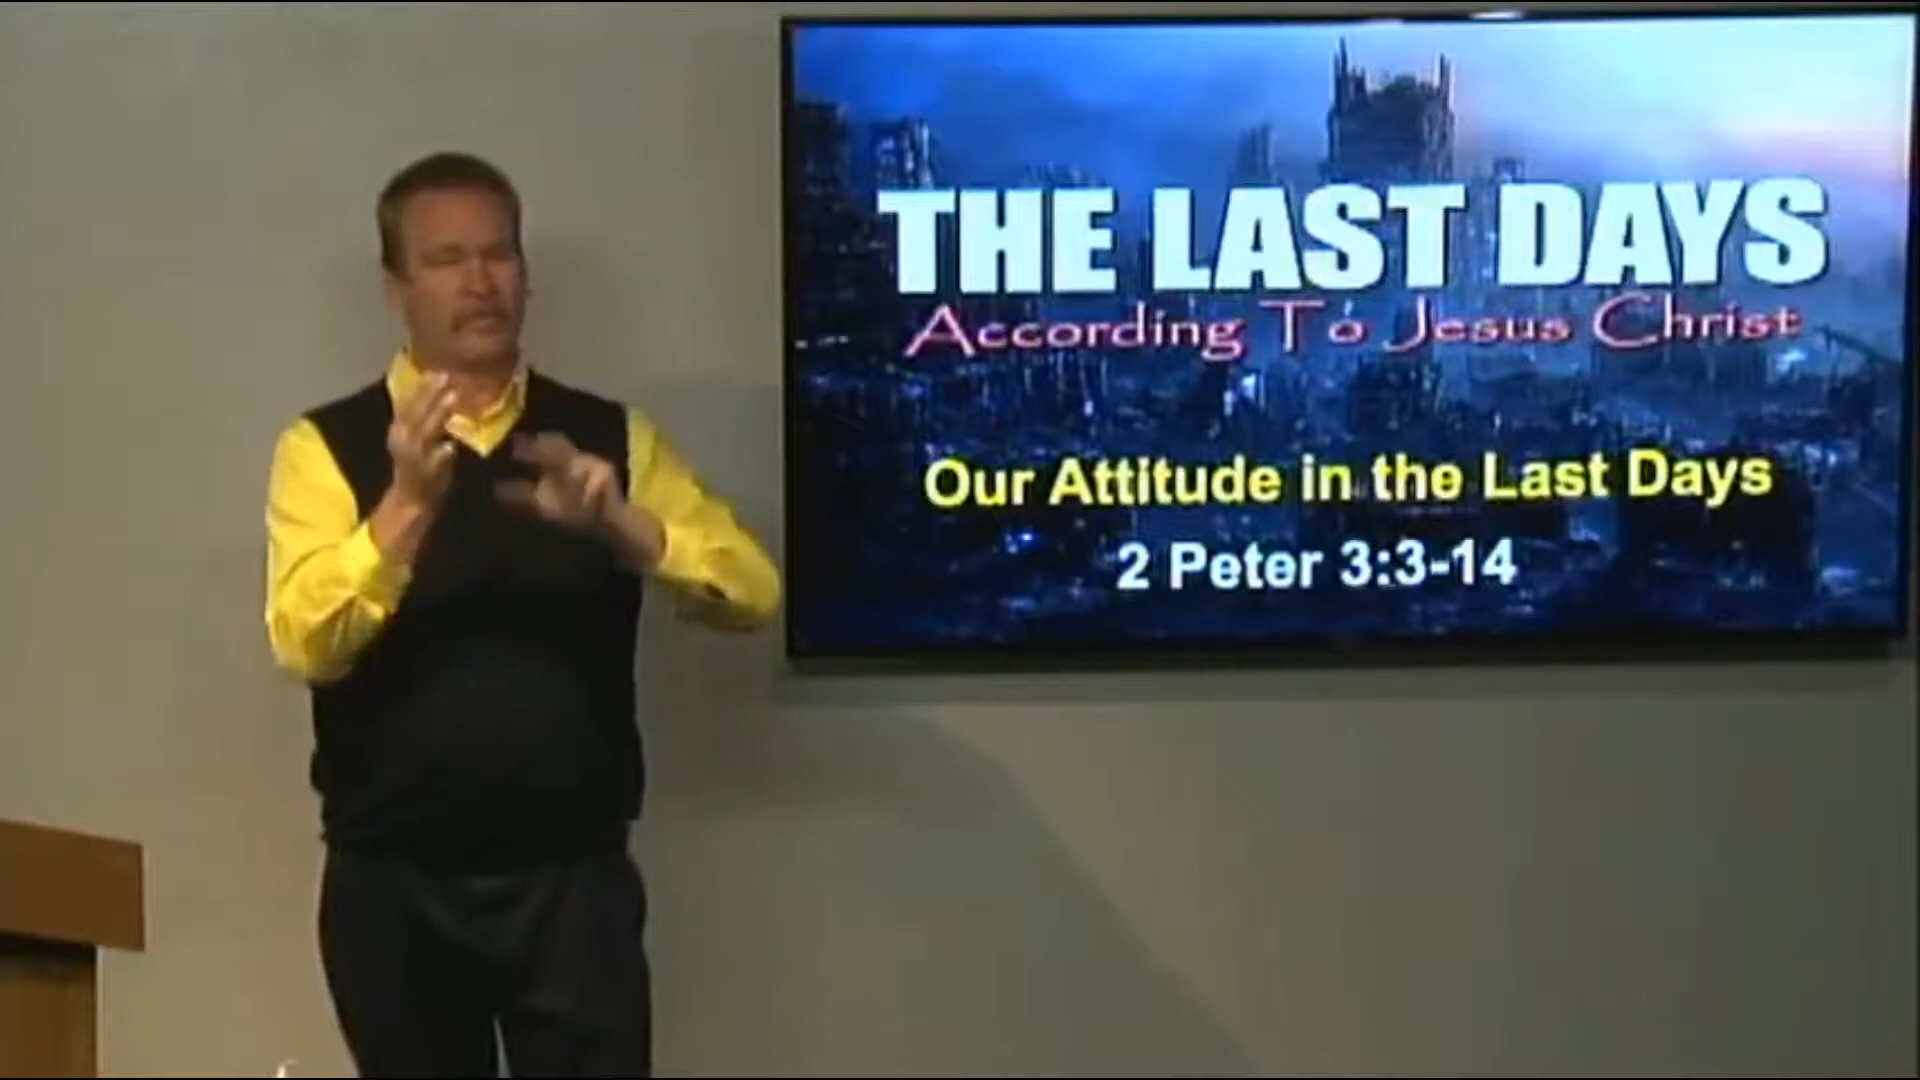 THE LAST DAYS
According To Jesus Christ
Our Attitude in the Last Days
2 Peter 3:3-14